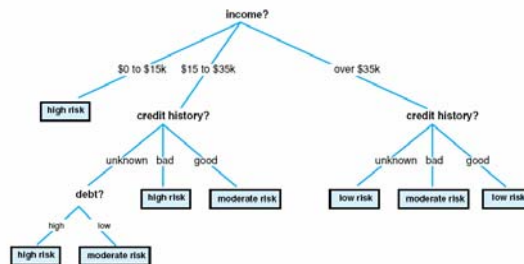 income?
$0 to $15k $15 to $35k over $35k
high risk
credit history? credit history?
unknown bad good unknown bad good
debt? high risk moderate risk low risk moderate risk low risk
high low
high risk moderate risk